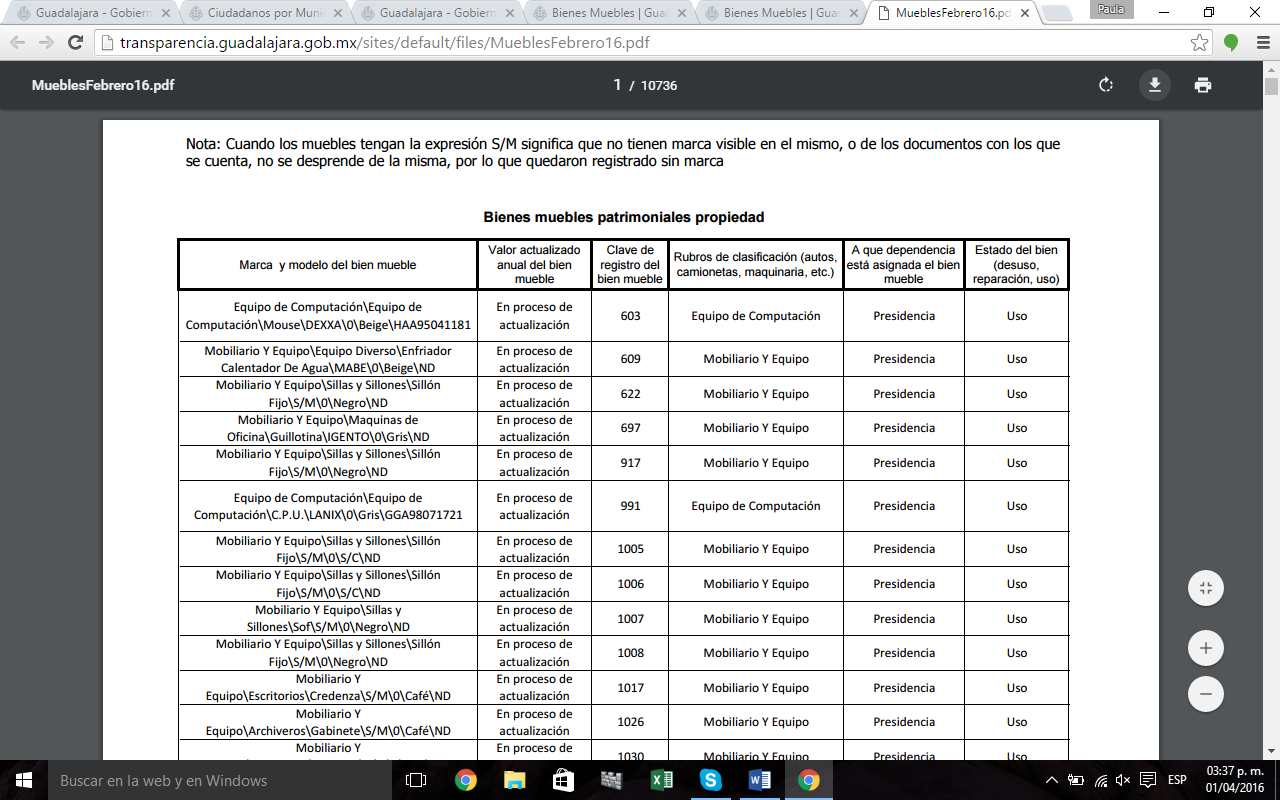 Guadalajara - Gobiern
Ciudadanos por Muni
Guadalajara - Gobiern
Bienes Muebles | Gua
Bienes Muebles | Gua
MueblesFebrero16.pd
Paula
transparencia.guadalajara.gob.mx/sites/default/files/MueblesFebrero16.pdf
MueblesFebrero16.pdf
1 / 10736
Nota: Cuando los muebles tengan la expresión S/M significa que no tienen marca visible en el mismo, o de los documentos con los que
se cuenta, no se desprende de la misma, por lo que quedaron registrado sin marca
Bienes muebles patrimoniales propiedad
Marca y modelo del bien mueble
Valor actualizado
anual del bien
mueble
Clave de
registro del
bien mueble
Rubros de clasificación (autos,
camionetas, maquinaria, etc.)
A que dependencia
está asignada el bien
mueble
Estado del bien
(desuso,
reparación, uso)
Equipo de Computación\Equipo de
Computación\Mouse\DEXXA\0\Beige\HAA95041181
En proceso de
actualización
603
Equipo de Computación
Presidencia
Uso
Mobiliario Y Equipo\Equipo Diverso\Enfriador
Calentador De Agua\MABE\0\Beige\ND
En proceso de
actualización
609
Mobiliario Y Equipo
Presidencia
Uso
Mobiliario Y Equipo\Sillas y Sillones\Sillón
Fijo\S/M\0\Negro\ND
En proceso de
actualización
622
Mobiliario Y Equipo
Presidencia
Uso
Mobiliario Y Equipo\Maquinas de
Oficina\Guillotina\IGENTO\0\Gris\ND
En proceso de
actualización
697
Mobiliario Y Equipo
Presidencia
Uso
Mobiliario Y Equipo\Sillas y Sillones\Sillón
Fijo\S/M\0\Negro\ND
En proceso de
actualización
917
Mobiliario Y Equipo
Presidencia
Uso
Equipo de Computación\Equipo de
Computación\C.P.U.\LANIX\0\Gris\GGA98071721
En proceso de
actualización
991
Equipo de Computación
Presidencia
Uso
Mobiliario Y Equipo\Sillas y Sillones\Sillón
Fijo\S/M\0\S/C\ND
En proceso de
actualización
1005
Mobiliario Y Equipo
Presidencia
Uso
Mobiliario Y Equipo\Sillas y Sillones\Sillón
Fijo\S/M\0\S/C\ND
En proceso de
actualización
1006
Mobiliario Y Equipo
Presidencia
Uso
Mobiliario Y Equipo\Sillas y
Sillones\Sof\S/M\0\Negro\ND
En proceso de
actualización
1007
Mobiliario Y Equipo
Presidencia
Uso
Mobiliario Y Equipo\Sillas y Sillones\Sillón
Fijo\S/M\0\Negro\ND
En proceso de
actualización
1008
Mobiliario Y Equipo
Presidencia
Uso
Mobiliario Y
Equipo\Escritorios\Credenza\S/M\0\Café\ND
En proceso de
actualización
1017
Mobiliario Y Equipo
Presidencia
Uso
Mobiliario Y
Equipo\Archiveros\Gabinete\S/M\0\Café\ND
En proceso de
actualización
1026
Mobiliario Y Equipo
Presidencia
Uso
Mobiliario Y
En proceso de
1030
Mobiliario Y Equipo
Presidencia
Uso
Buscar en la web y en Windows
ESP
03:37 p. m.
01/04/2016